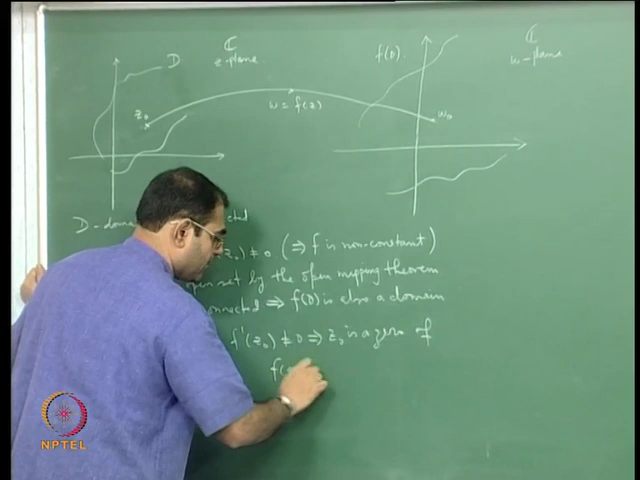 ℂ
z-plane
D
f(D)
ℂ
w-plane
z₀
w = f(z)
w₀
D - connected
z₀) ≠ 0 (⇒ f is non-constant)
open set by the open mapping theorem
connected ⇒ f(D) is also a domain
f'(z₀) ≠ 0 ⇒ z₀ is a zero of
f(
NPTEL